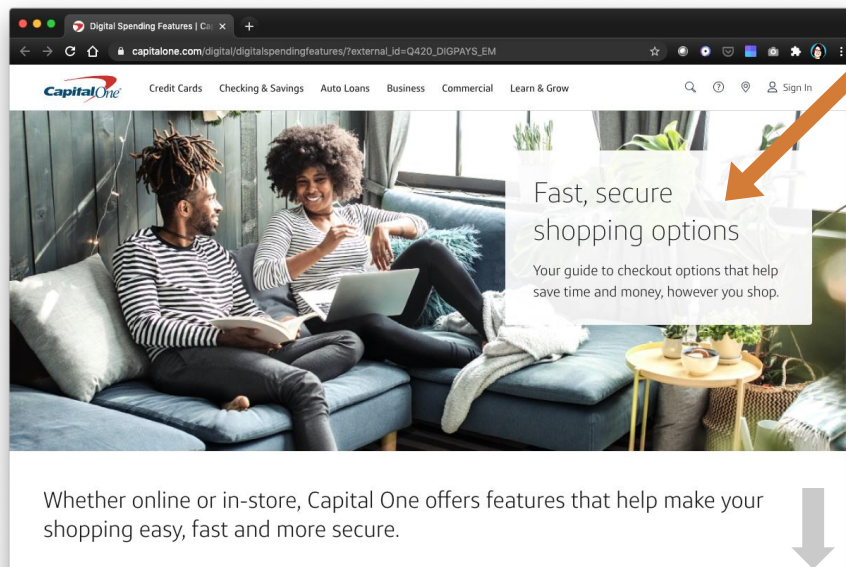 Digital Spending Features | Cap
capitalone.com/digital/digitalspendingfeatures/?external_id=Q420_DIGPAYS_EM
Capital One
Credit Cards Checking & Savings Auto Loans Business Commercial Learn & Grow Sign In
Fast, secure
shopping options
Your guide to checkout options that help
save time and money, however you shop.
Whether online or in-store, Capital One offers features that help make your
shopping easy, fast and more secure.